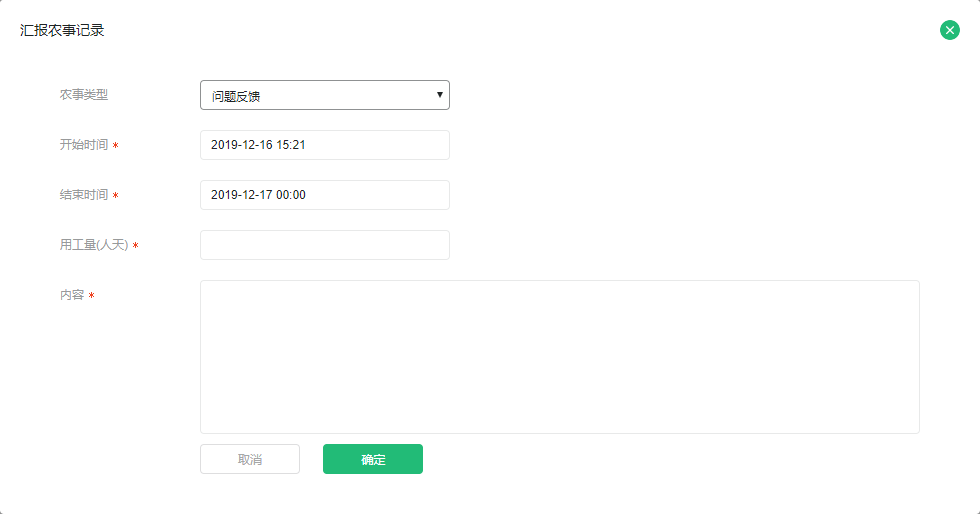 汇报农事记录
农事类型
问题反馈
开始时间 *
2019-12-16 15:21
结束时间 *
2019-12-17 00:00
用工量(人天) *
内容 *
取消
确定